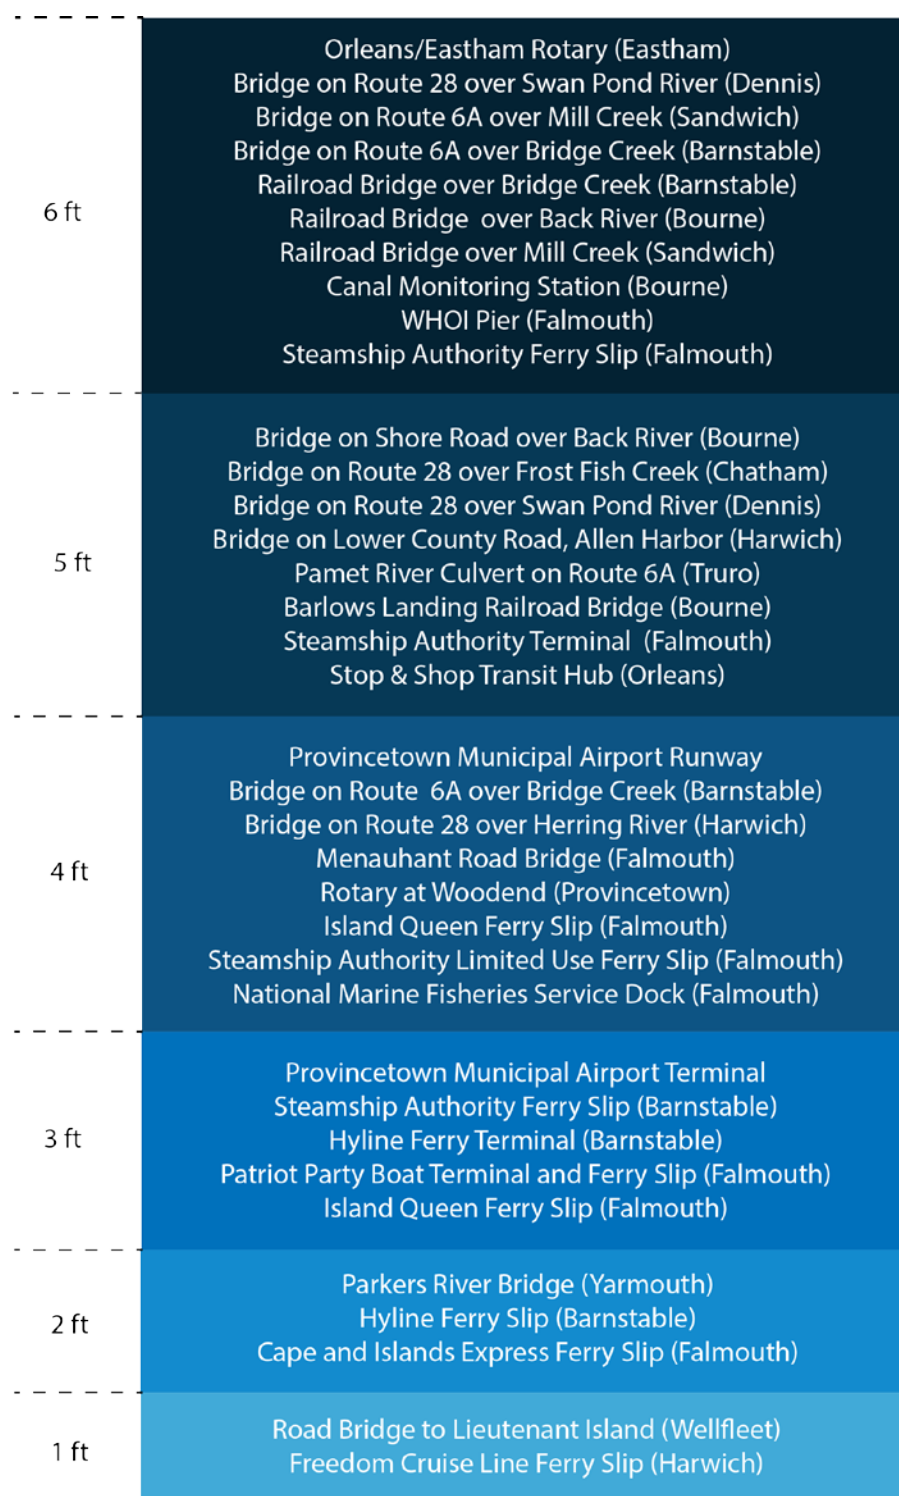 6 ft
Orleans/Eastham Rotary (Eastham)
Bridge on Route 28 over Swan Pond River (Dennis)
Bridge on Route 6A over Mill Creek (Sandwich)
Bridge on Route 6A over Bridge Creek (Barnstable)
Railroad Bridge over Bridge Creek (Barnstable)
Railroad Bridge over Back River (Bourne)
Railroad Bridge over Mill Creek (Sandwich)
Canal Monitoring Station (Bourne)
WHOI Pier (Falmouth)
Steamship Authority Ferry Slip (Falmouth)
5 ft
Bridge on Shore Road over Back River (Bourne)
Bridge on Route 28 over Frost Fish Creek (Chatham)
Bridge on Route 28 over Swan Pond River (Dennis)
Bridge on Lower County Road, Allen Harbor (Harwich)
Pamet River Culvert on Route 6A (Truro)
Barlows Landing Railroad Bridge (Bourne)
Steamship Authority Terminal (Falmouth)
Stop & Shop Transit Hub (Orleans)
4 ft
Provincetown Municipal Airport Runway
Bridge on Route 6A over Bridge Creek (Barnstable)
Bridge on Route 28 over Herring River (Harwich)
Menauhant Road Bridge (Falmouth)
Rotary at Woodend (Provincetown)
Island Queen Ferry Slip (Falmouth)
Steamship Authority Limited Use Ferry Slip (Falmouth)
National Marine Fisheries Service Dock (Falmouth)
3 ft
Provincetown Municipal Airport Terminal
Steamship Authority Ferry Slip (Barnstable)
Hyline Ferry Terminal (Barnstable)
Patriot Party Boat Terminal and Ferry Slip (Falmouth)
Island Queen Ferry Slip (Falmouth)
2 ft
Parkers River Bridge (Yarmouth)
Hyline Ferry Slip (Barnstable)
Cape and Islands Express Ferry Slip (Falmouth)
1 ft
Road Bridge to Lieutenant Island (Wellfleet)
Freedom Cruise Line Ferry Slip (Harwich)